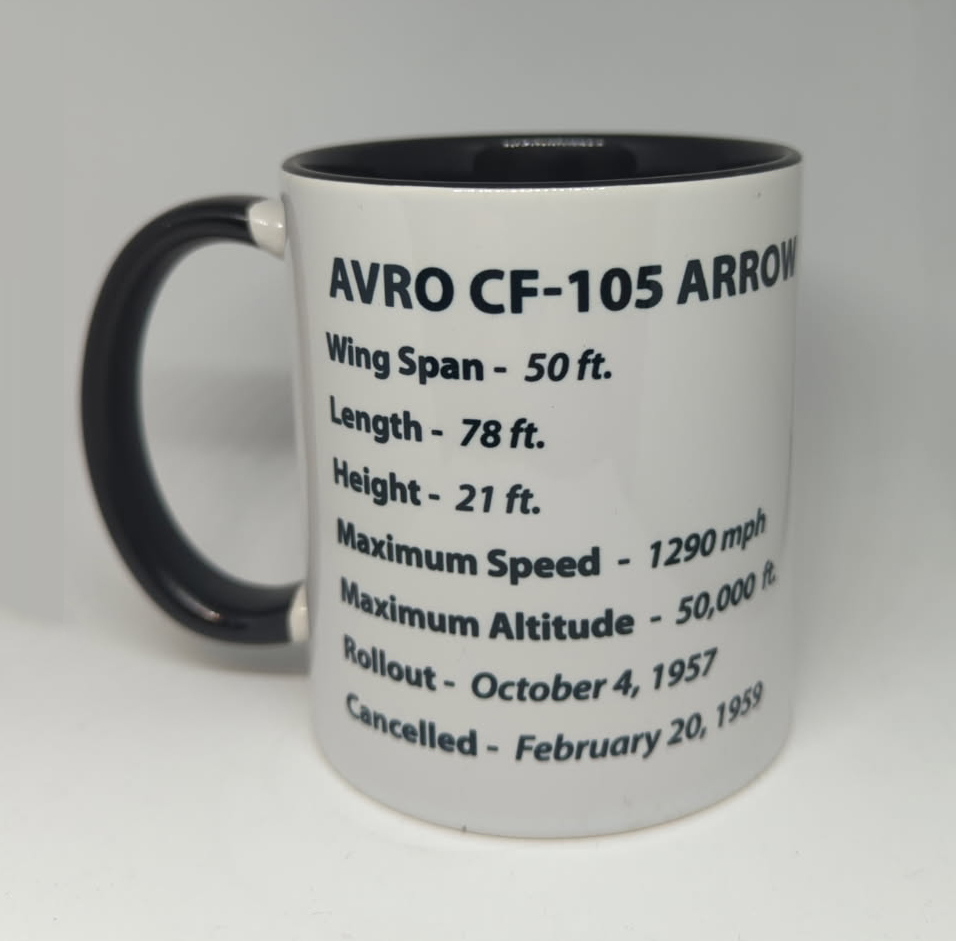 AVRO CF-105 ARROW
Wing Span - 50 ft.
Length - 78 ft.
Height - 21 ft.
Maximum Speed - 1290 mph
Maximum Altitude - 50,000 ft.
Rollout - October 4, 1957
Cancelled - February 20, 1959